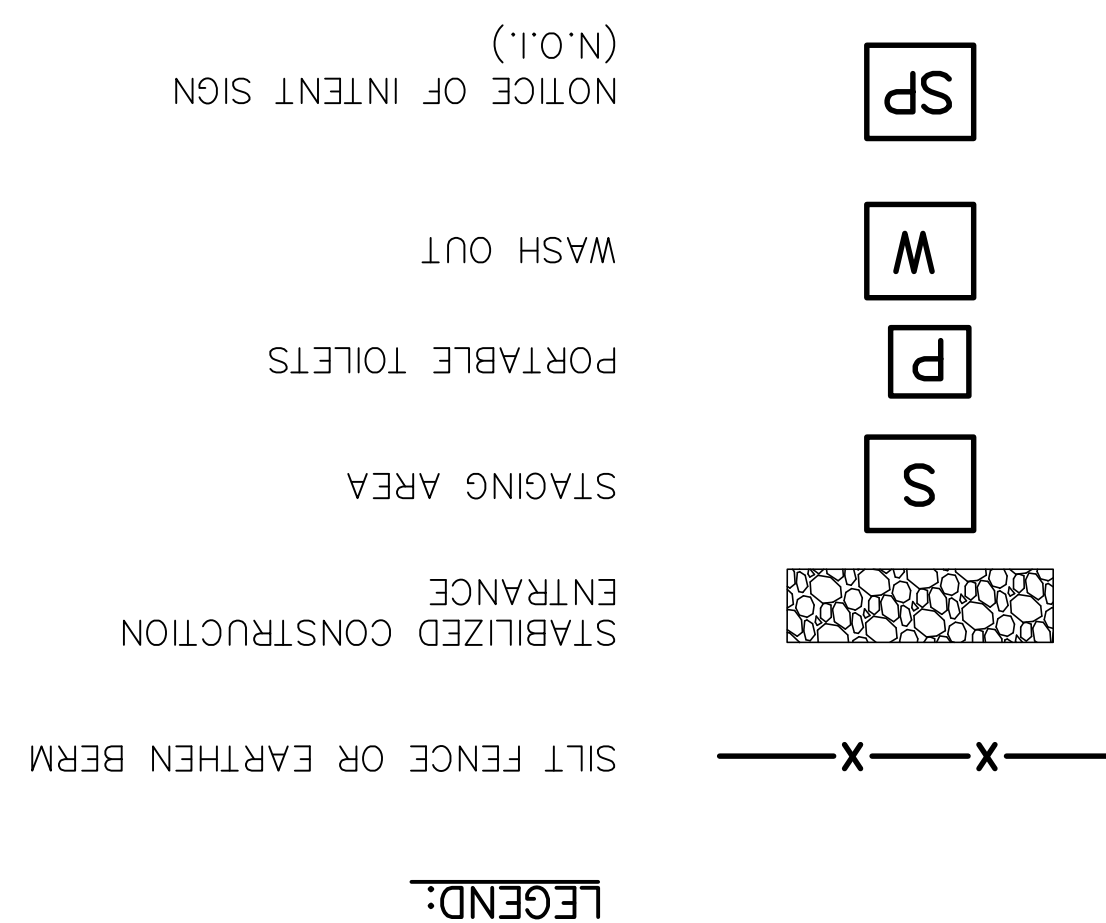 LEGEND:
X X SILT FENCE OR EARTHEN BERM
STABILIZED CONSTRUCTION
ENTRANCE
S STAGING AREA
P PORTABLE TOILETS
W WASH OUT
SP NOTICE OF INTENT SIGN
(N.O.I.)